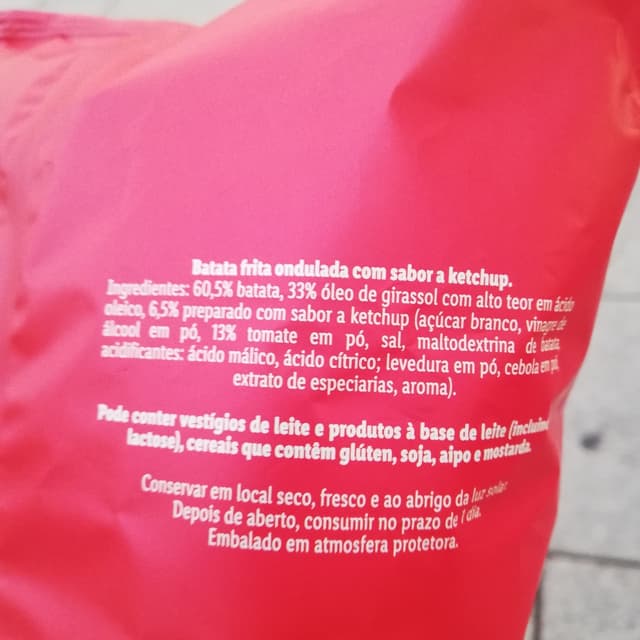 Batata frita ondulada com sabor a ketchup.
Ingredientes: 60,5% batata, 33% óleo de girassol com alto teor em ácido
oleico, 6,5% preparado com sabor a ketchup (açúcar branco, vinagre de
álcool em pó, 13% tomate em pó, sal, maltodextrina de batata,
acidificantes: ácido málico, ácido cítrico; levedura em pó, cebola em pó,
extrato de especiarias, aroma).
Pode conter vestígios de leite e produtos à base de leite (incluindo
lactose), cereais que contêm glúten, soja, aipo e mostarda.
Conservar em local seco, fresco e ao abrigo da luz solar.
Depois de aberto, consumir no prazo de 1 dia.
Embalado em atmosfera protetora.